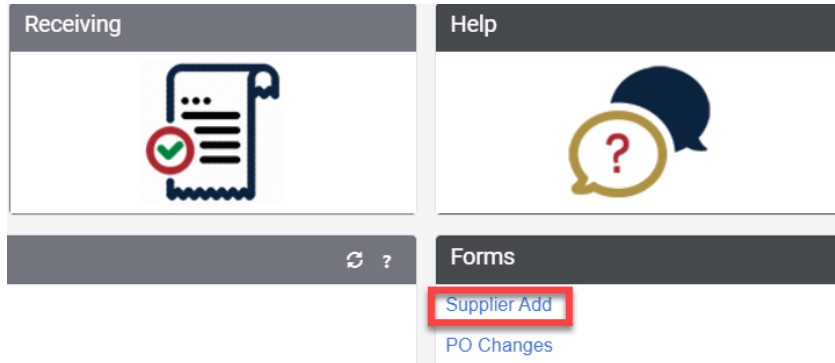 Receiving
Help
?
?
Forms
Supplier Add
PO Changes